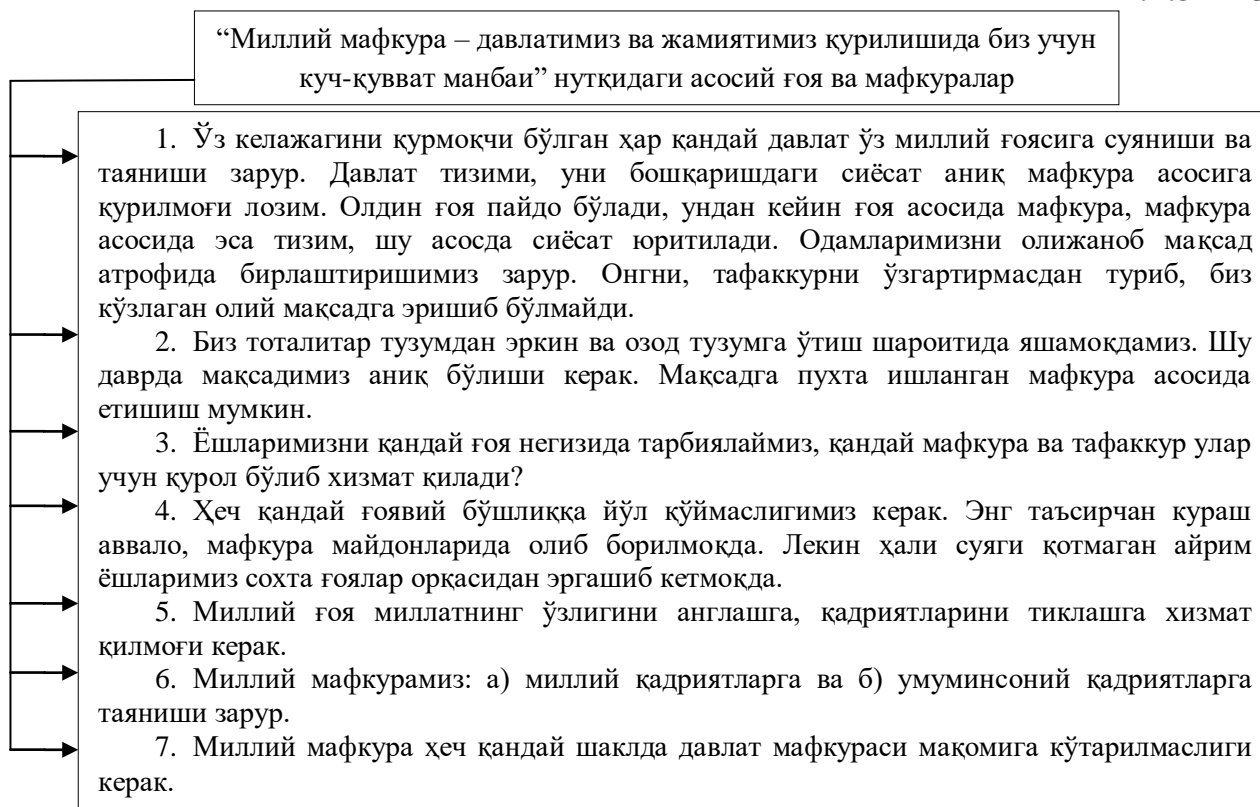 “Миллий мафкура – давлатимиз ва жамиятимиз қурилишида биз учун
куч-қувват манбаи” нутқидаги асосий ғоя ва мафкуралар
1. Ўз келажагини қурмоқчи бўлган ҳар қандай давлат ўз миллий ғоясига суяниши ва
таяниши зарур. Давлат тизими, уни бошқаришдаги сиёсат аниқ мафкура асосига
қурилмоғи лозим. Олдин ғоя пайдо бўлади, ундан кейин ғоя асосида мафкура, мафкура
асосида эса тизим, шу асосда сиёсат юритилади. Одамларимизни олижаноб мақсад
атрофида бирлаштиришимиз зарур. Онгни, тафаккурни ўзгартирмасдан туриб, биз
кўзлаган олий мақсадга эришиб бўлмайди.
2. Биз тоталитар тузумдан эркин ва озод тузумга ўтиш шароитида яшамоқдамиз. Шу
даврда мақсадимиз аниқ бўлиши керак. Мақсадга пухта ишланган мафкура асосида
етишиш мумкин.
3. Ёшларимизни қандай ғоя негизида тарбиялаймиз, қандай мафкура ва тафаккур улар
учун қурол бўлиб хизмат қилади?
4. Ҳеч қандай ғоявий бўшлиққа йўл қўймаслигимиз керак. Энг таъсирчан кураш
аввало, мафкура майдонларида олиб борилмоқда. Лекин ҳали суяги қотмаган айрим
ёшларимиз сохта ғоялар орқасидан эргашиб кетмоқда.
5. Миллий ғоя миллатнинг ўзлигини англашга, қадриятларини тиклашга хизмат
қилмоғи керак.
6. Миллий мафкурамиз: а) миллий қадриятларга ва б) умуминсоний қадриятларга
таяниши зарур.
7. Миллий мафкура ҳеч қандай шаклда давлат мафкураси мақомига кўтарилмаслиги
керак.